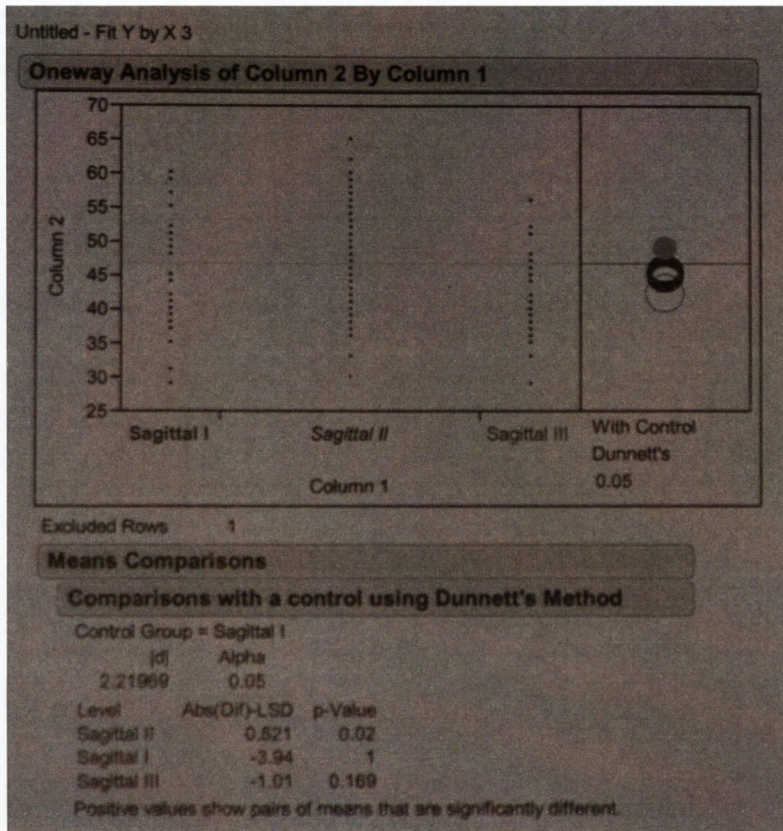 Untitled - Fit Y by X 3
Oneway Analysis of Column 2 By Column 1
70
65
60
55
50
45
40
35
30
25
Column 2
Sagittal I Sagittal II Sagittal III With Control
Dunnett's
0.05
Column 1
Excluded Rows 1
Means Comparisons
Comparisons with a control using Dunnett's Method
Control Group = Sagittal I
|d| Alpha
2.21969 0.05
Level Abs(Dif)-LSD p-Value
Sagittal II 0.521 0.02
Sagittal I -3.94 1
Sagittal III -1.01 0.169
Positive values show pairs of means that are significantly different.